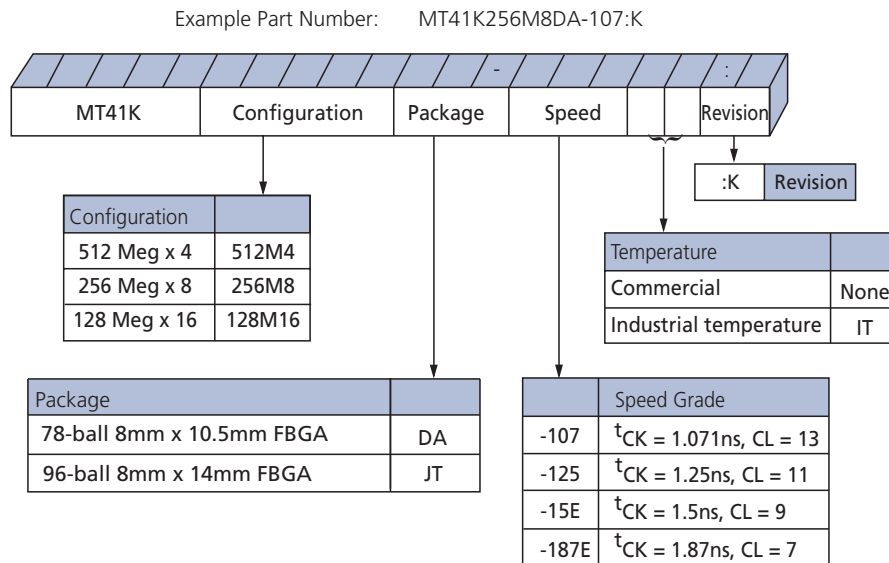 Example Part Number: MT41K256M8DA-107:K
- :
MT41K Configuration Package Speed Revision
:K Revision
Configuration
512 Meg x 4 512M4
256 Meg x 8 256M8
128 Meg x 16 128M16
Temperature
Commercial None
Industrial temperature IT
Package
78-ball 8mm x 10.5mm FBGA DA
96-ball 8mm x 14mm FBGA JT
Speed Grade
-107 tCK = 1.071ns, CL = 13
-125 tCK = 1.25ns, CL = 11
-15E tCK = 1.5ns, CL = 9
-187E tCK = 1.87ns, CL = 7